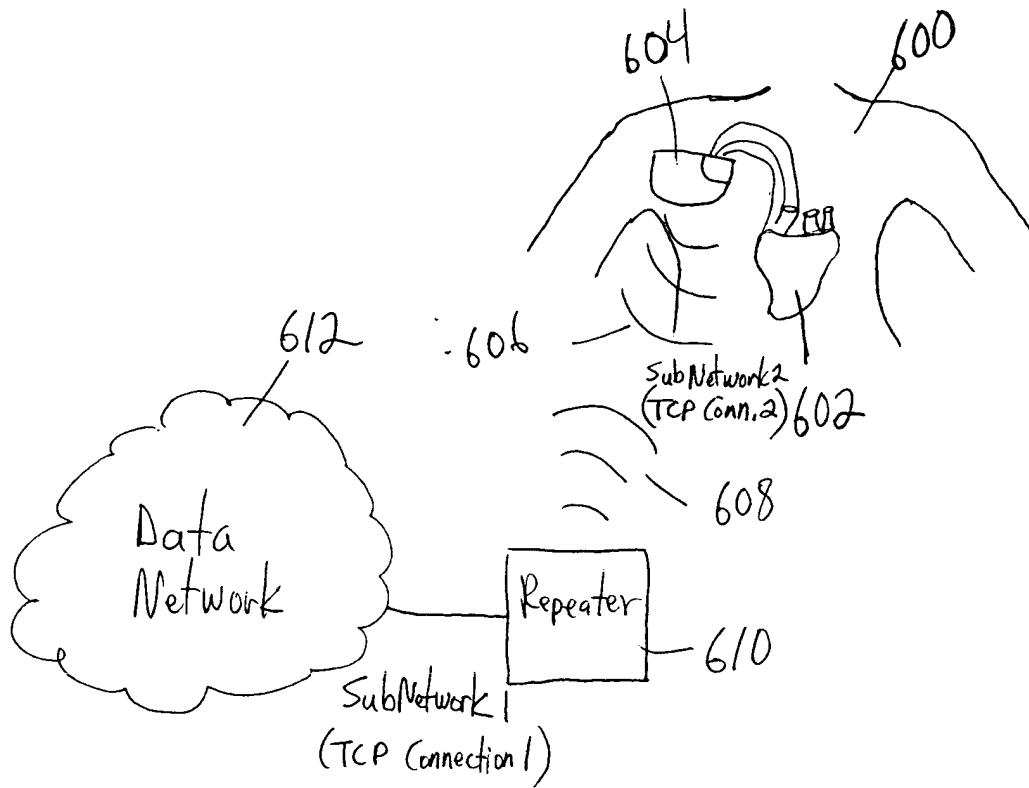 604
600
612
606
SubNetwork2
(TCP Conn.2)
602
608
Data
Network
Repeater
610
SubNetwork 1
(TCP Connection 1)